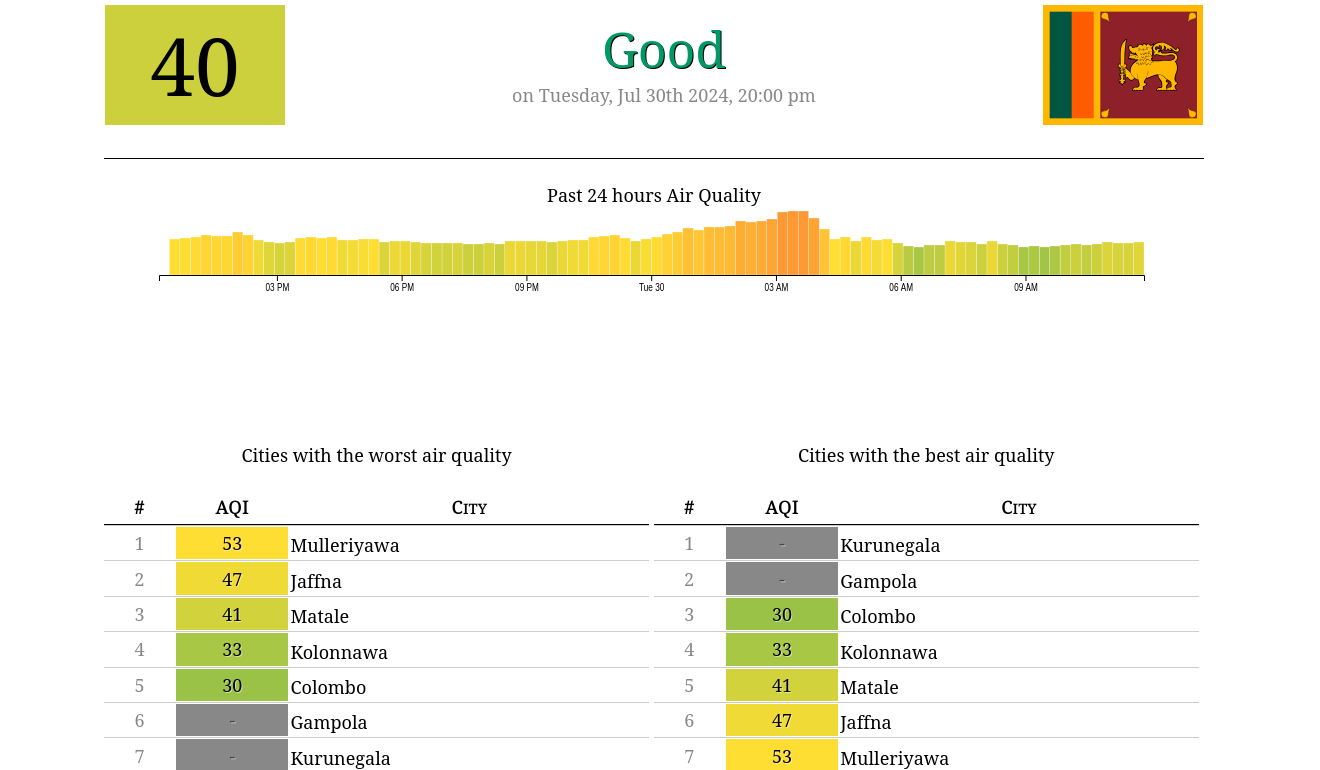 40
Good
on Tuesday, Jul 30th 2024, 20:00 pm
Past 24 hours Air Quality
03 PM 06 PM 09 PM Tue 30 03 AM 06 AM 09 AM
Cities with the worst air quality
# AQI City
1 53 Mulleriyawa
2 47 Jaffna
3 41 Matale
4 33 Kolonnawa
5 30 Colombo
6 - Gampola
7 - Kurunegala
Cities with the best air quality
# AQI City
1 - Kurunegala
2 - Gampola
3 30 Colombo
4 33 Kolonnawa
5 41 Matale
6 47 Jaffna
7 53 Mulleriyawa